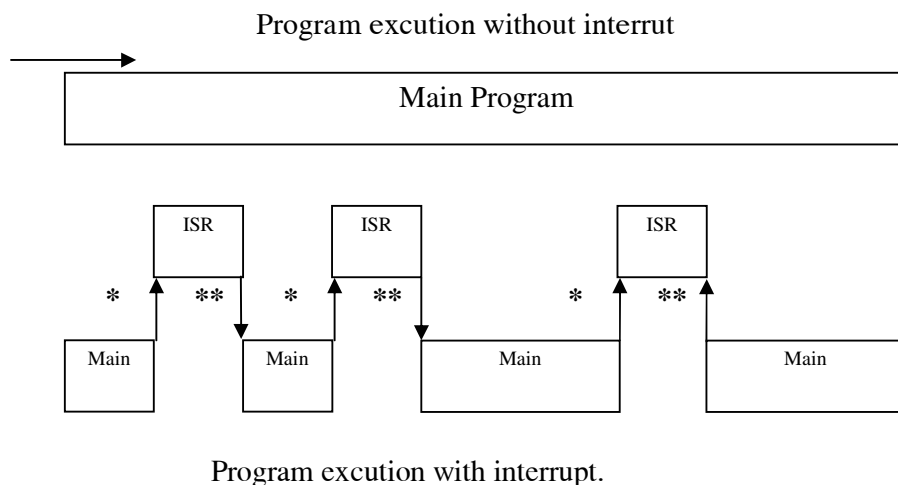 Program excution without interrut
Main Program
ISR ISR ISR
* ** * ** * **
Main Main Main Main
Program excution with interrupt.